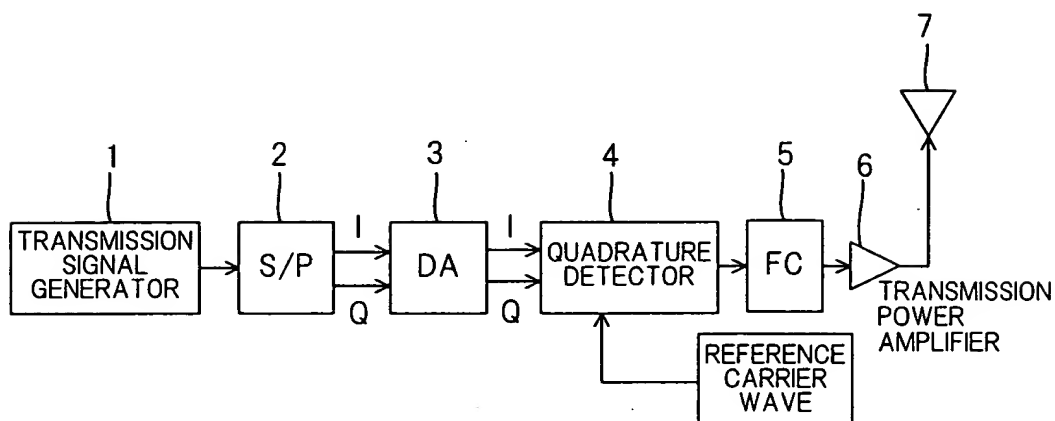 7
1
2
3
4
5
6
TRANSMISSION
SIGNAL
GENERATOR
S/P
I
Q
DA
I
Q
QUADRATURE
DETECTOR
FC
TRANSMISSION
POWER
AMPLIFIER
REFERENCE
CARRIER
WAVE